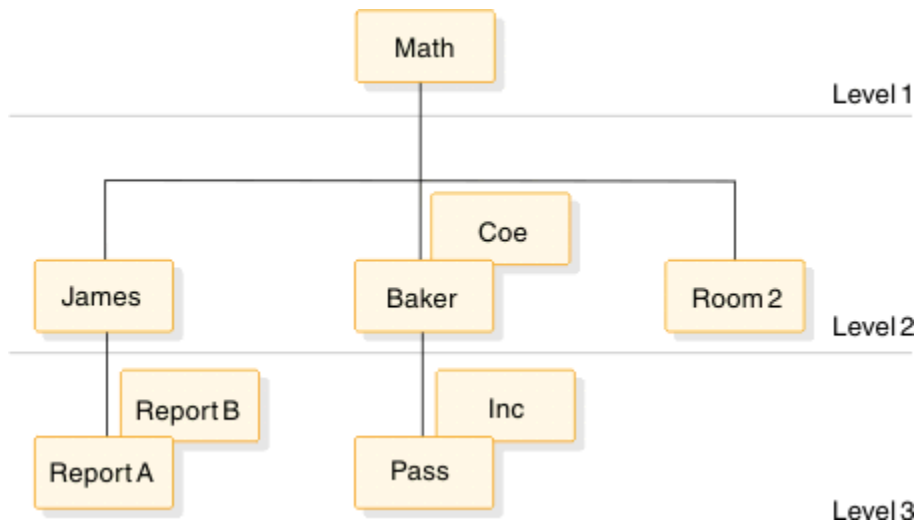 Math
Level 1
Coe
James
Baker
Room 2
Level 2
Report B
Inc
Report A
Pass
Level 3